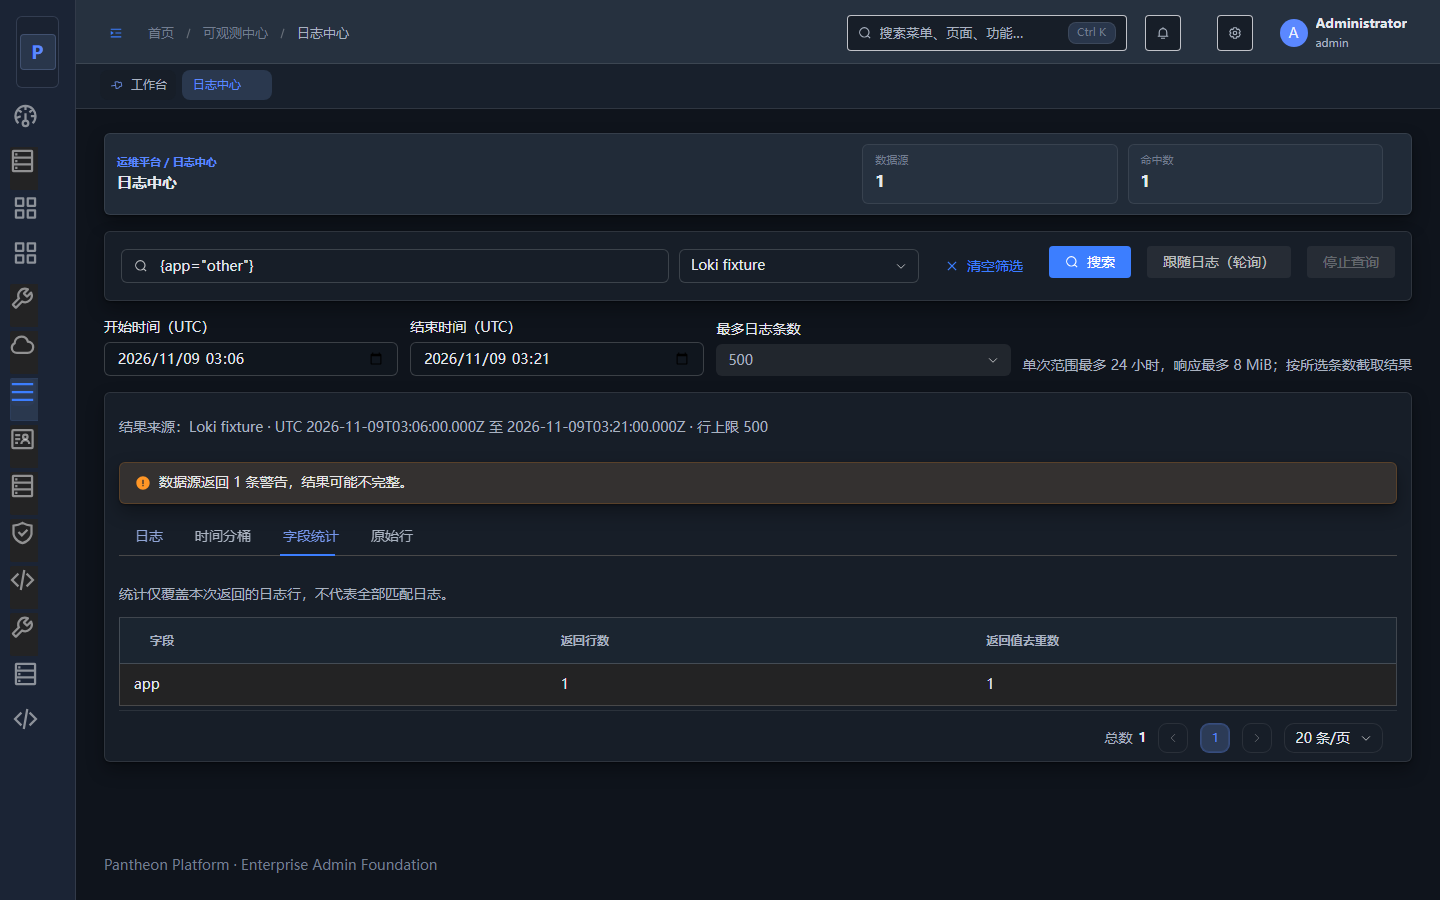 P
首页 / 可观测中心 / 日志中心
搜索菜单、页面、功能... Ctrl K
A
Administrator
admin
工作台
日志中心
运维平台 / 日志中心
日志中心
数据源
1
命中数
1
{app="other"}
Loki fixture
清空筛选
搜索
跟随日志（轮询）
停止查询
开始时间（UTC）
结束时间（UTC）
最多日志条数
2026/11/09 03:06
2026/11/09 03:21
500
单次范围最多 24 小时，响应最多 8 MiB；按所选条数截取结果
结果来源：Loki fixture · UTC 2026-11-09T03:06:00.000Z 至 2026-11-09T03:21:00.000Z · 行上限 500
数据源返回 1 条警告，结果可能不完整。
日志 时间分桶 字段统计 原始行
统计仅覆盖本次返回的日志行，不代表全部匹配日志。
字段 返回行数 返回值去重数
app 1 1
总数 1
1
20 条/页
Pantheon Platform · Enterprise Admin Foundation